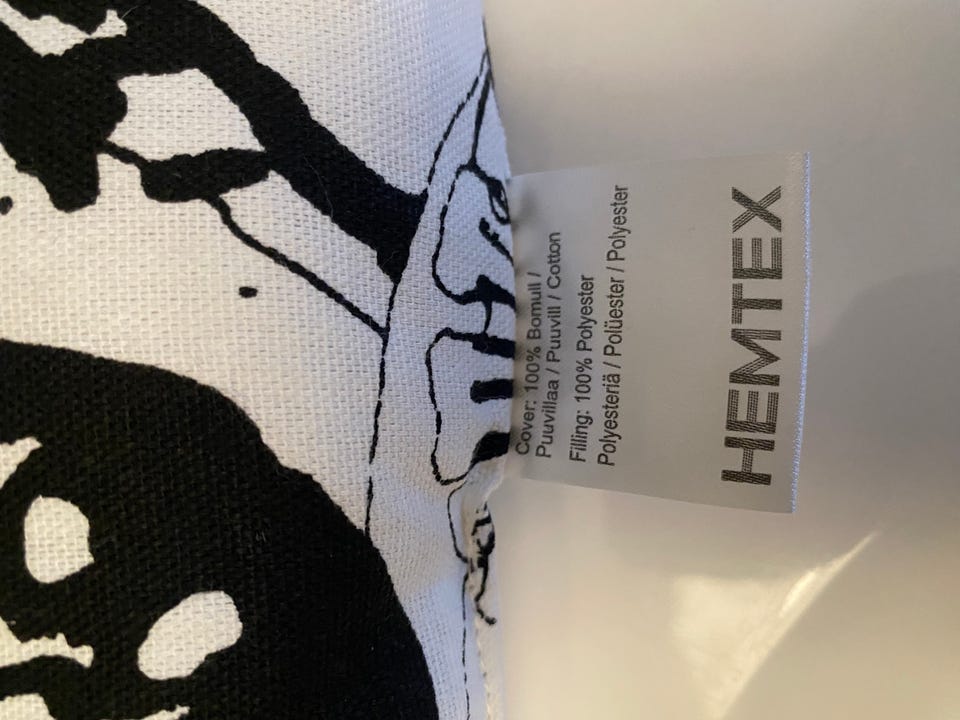 Cover: 100% Bomull /
Puuvillaa / Puuvill / Cotton
Filling: 100% Polyester
Polyesteriä / Polüester / Polyester
HEMTEX